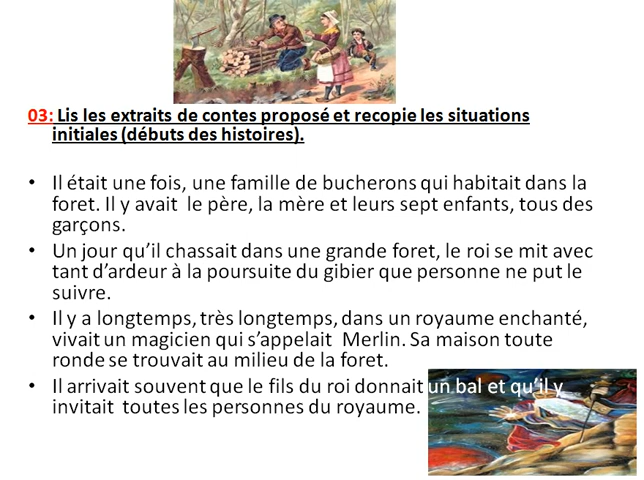 03: Lis les extraits de contes proposé et recopie les situations
initiales (débuts des histoires).
• Il était une fois, une famille de bucherons qui habitait dans la
foret. Il y avait le père, la mère et leurs sept enfants, tous des
garçons.
• Un jour qu’il chassait dans une grande foret, le roi se mit avec
tant d’ardeur à la poursuite du gibier que personne ne put le
suivre.
• Il y a longtemps, très longtemps, dans un royaume enchanté,
vivait un magicien qui s’appelait Merlin. Sa maison toute
ronde se trouvait au milieu de la foret.
• Il arrivait souvent que le fils du roi donnait un bal et qu’il y
invitait toutes les personnes du royaume.